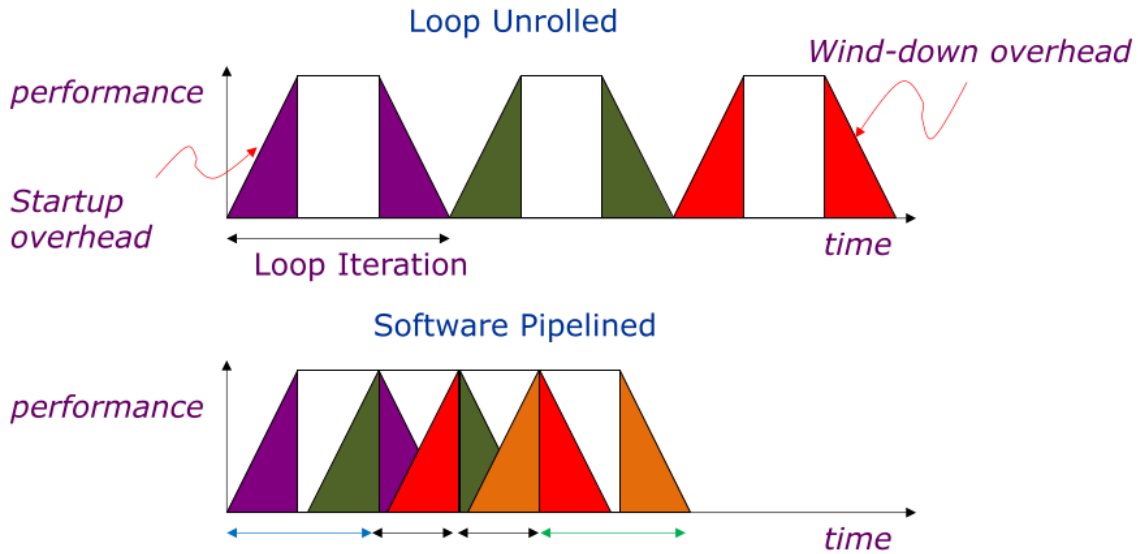 Loop Unrolled
Wind-down overhead
performance
Startup
overhead
time
Loop Iteration
Software Pipelined
performance
time